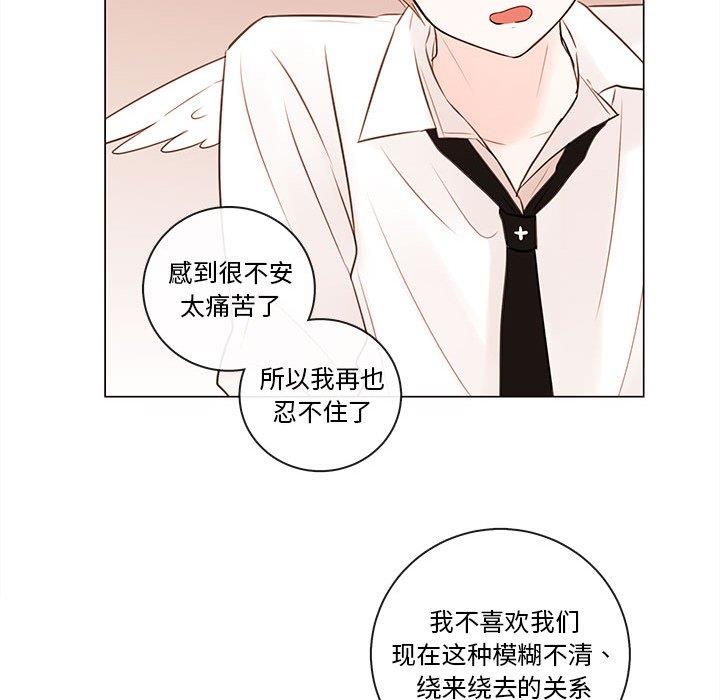 感到很不安
太痛苦了
所以我再也
忍不住了
我不喜欢我们
现在这种模糊不清、
绕来绕去的关系